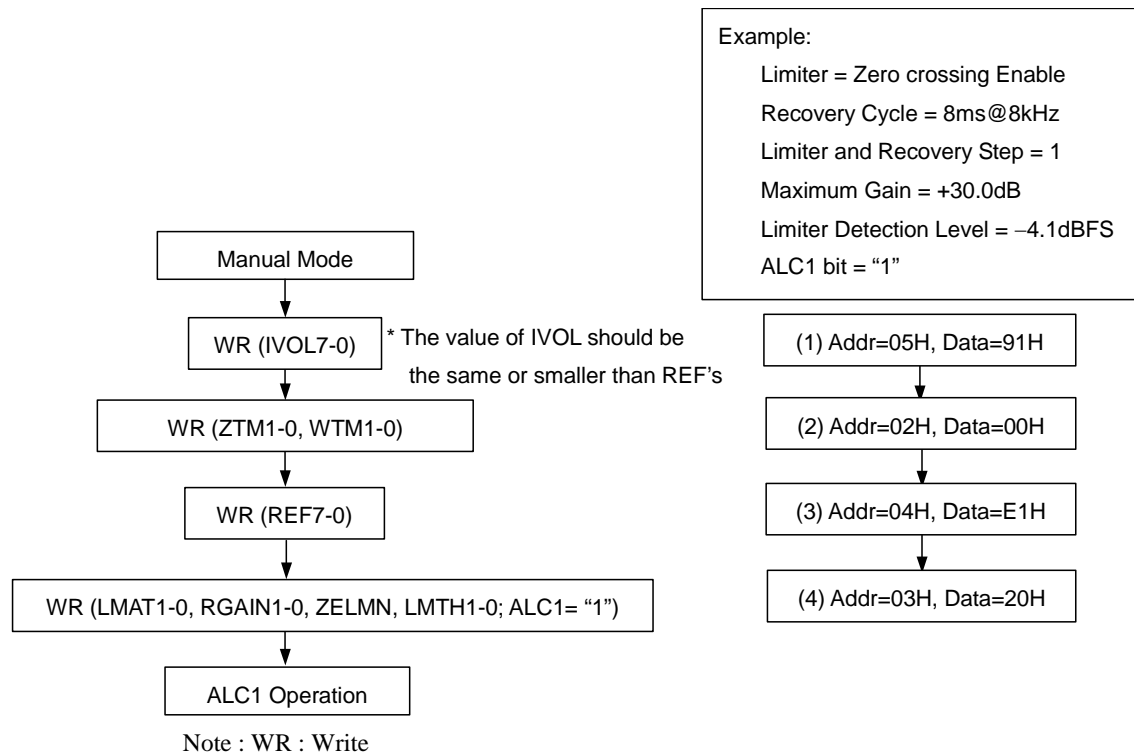 Example:
Limiter = Zero crossing Enable
Recovery Cycle = 8ms@8kHz
Limiter and Recovery Step = 1
Maximum Gain = +30.0dB
Limiter Detection Level = −4.1dBFS
ALC1 bit = “1”
Manual Mode
WR (IVOL7-0)
* The value of IVOL should be
the same or smaller than REF's
WR (ZTM1-0, WTM1-0)
WR (REF7-0)
WR (LMAT1-0, RGAIN1-0, ZELMN, LMTH1-0; ALC1= “1”)
ALC1 Operation
Note : WR : Write
(1) Addr=05H, Data=91H
(2) Addr=02H, Data=00H
(3) Addr=04H, Data=E1H
(4) Addr=03H, Data=20H